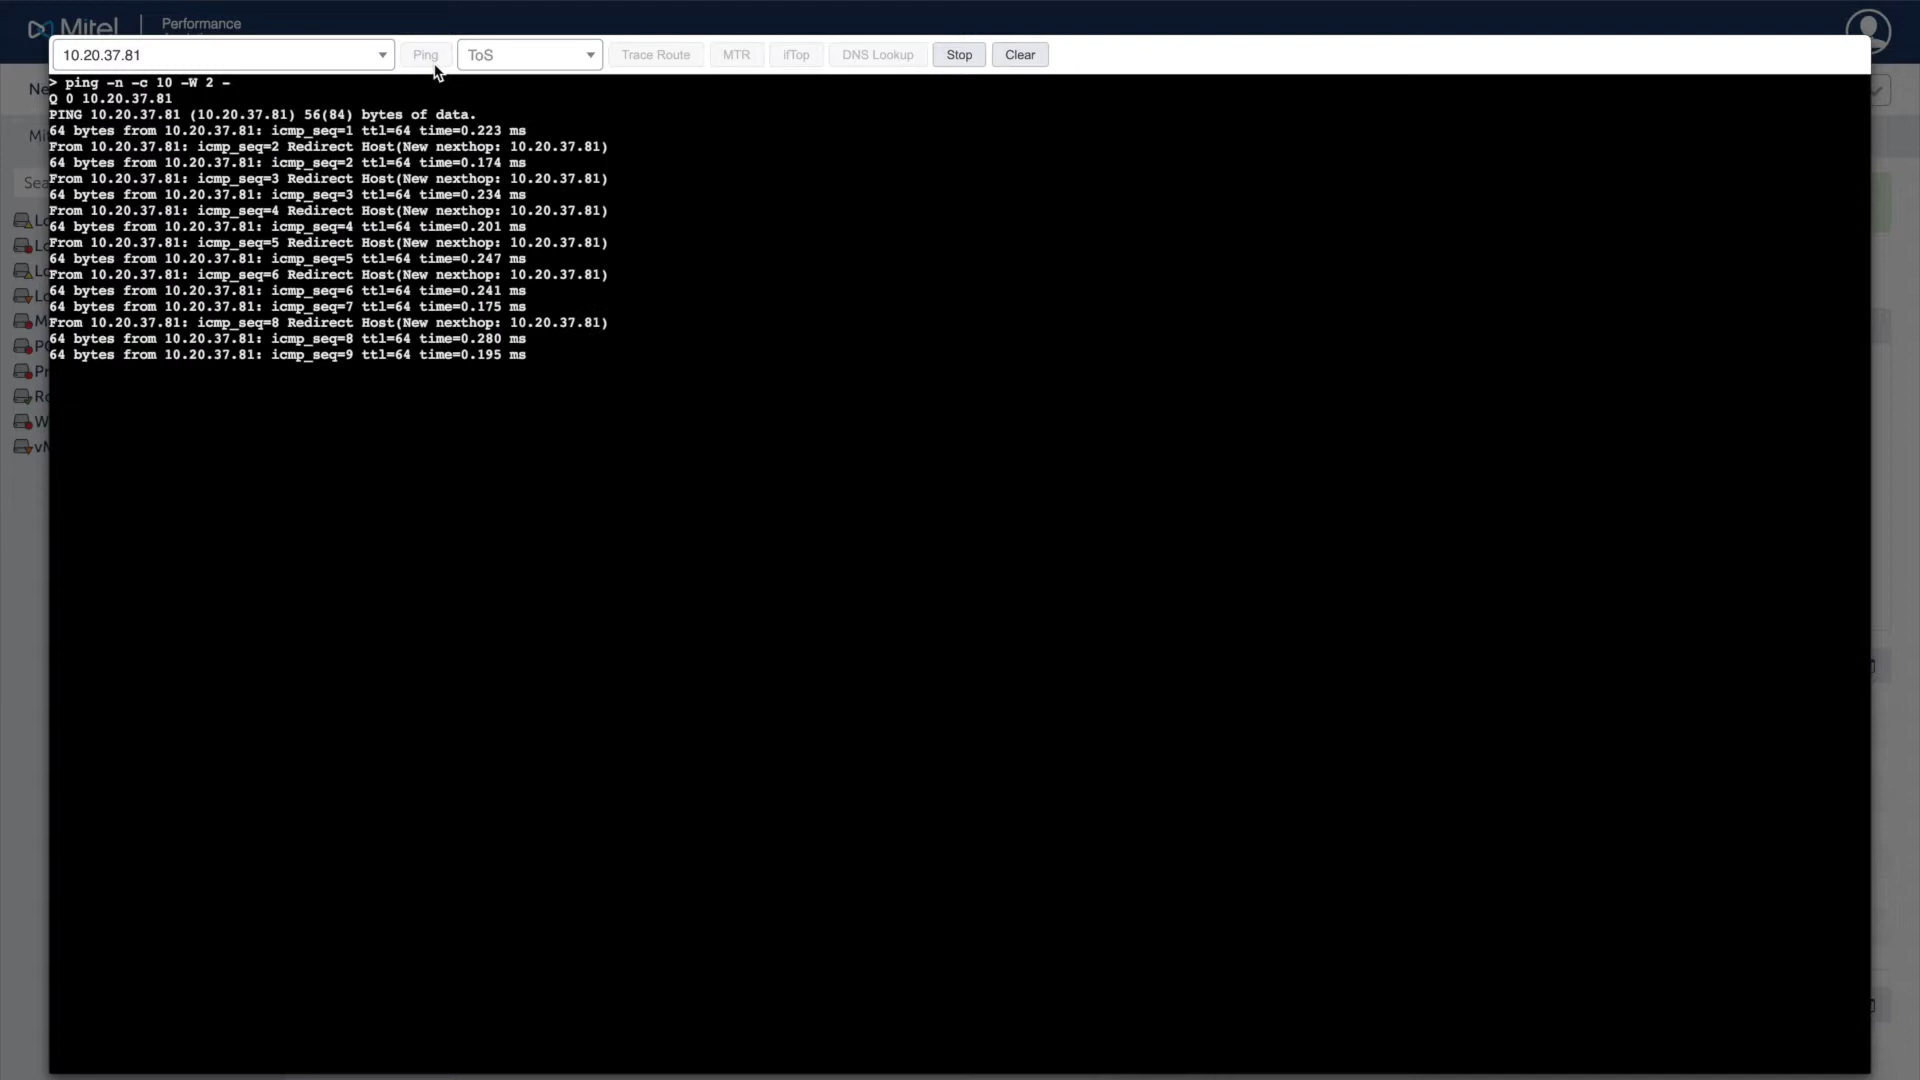 Mitel
Performance
10.20.37.81
Ping
ToS
Trace Route
MTR
ifTop
DNS Lookup
Stop
Clear
> ping -n -c 10 -W 2 -
Q 0 10.20.37.81
PING 10.20.37.81 (10.20.37.81) 56(84) bytes of data.
64 bytes from 10.20.37.81: icmp_seq=1 ttl=64 time=0.223 ms
From 10.20.37.81: icmp_seq=2 Redirect Host(New nexthop: 10.20.37.81)
64 bytes from 10.20.37.81: icmp_seq=2 ttl=64 time=0.174 ms
From 10.20.37.81: icmp_seq=3 Redirect Host(New nexthop: 10.20.37.81)
64 bytes from 10.20.37.81: icmp_seq=3 ttl=64 time=0.234 ms
From 10.20.37.81: icmp_seq=4 Redirect Host(New nexthop: 10.20.37.81)
64 bytes from 10.20.37.81: icmp_seq=4 ttl=64 time=0.201 ms
From 10.20.37.81: icmp_seq=5 Redirect Host(New nexthop: 10.20.37.81)
64 bytes from 10.20.37.81: icmp_seq=5 ttl=64 time=0.247 ms
From 10.20.37.81: icmp_seq=6 Redirect Host(New nexthop: 10.20.37.81)
64 bytes from 10.20.37.81: icmp_seq=6 ttl=64 time=0.241 ms
64 bytes from 10.20.37.81: icmp_seq=7 ttl=64 time=0.175 ms
From 10.20.37.81: icmp_seq=8 Redirect Host(New nexthop: 10.20.37.81)
64 bytes from 10.20.37.81: icmp_seq=8 ttl=64 time=0.280 ms
64 bytes from 10.20.37.81: icmp_seq=9 ttl=64 time=0.195 ms